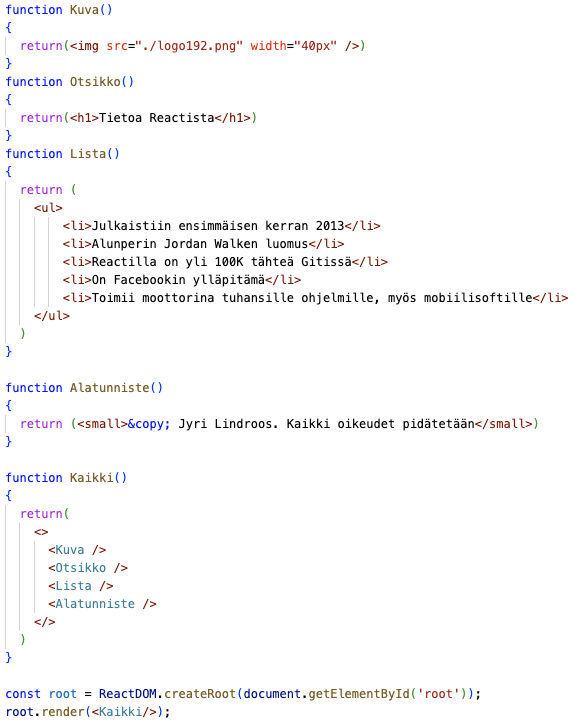 function Kuva()
{
  return(<img src="./logo192.png" width="40px" />)
}
function Otsikko()
{
  return(<h1>Tietoa Reactista</h1>)
}
function Lista()
{
  return (
    <ul>
        <li>Julkaistiin ensimmäisen kerran 2013</li>
        <li>Alunperin Jordan Walken luomus</li>
        <li>Reactilla on yli 100K tähteä Gitissä</li>
        <li>On Facebookin ylläpitämä</li>
        <li>Toimii moottorina tuhansille ohjelmille, myös mobiilisoftille</li>
    </ul>
  )
}

function Alatunniste()
{
  return (<small>&copy; Jyri Lindroos. Kaikki oikeudet pidätetään</small>)
}

function Kaikki()
{
  return(
    <>
      <Kuva />
      <Otsikko />
      <Lista />
      <Alatunniste />
    </>
  )
}

const root = ReactDOM.createRoot(document.getElementById('root'));
root.render(<Kaikki/>);